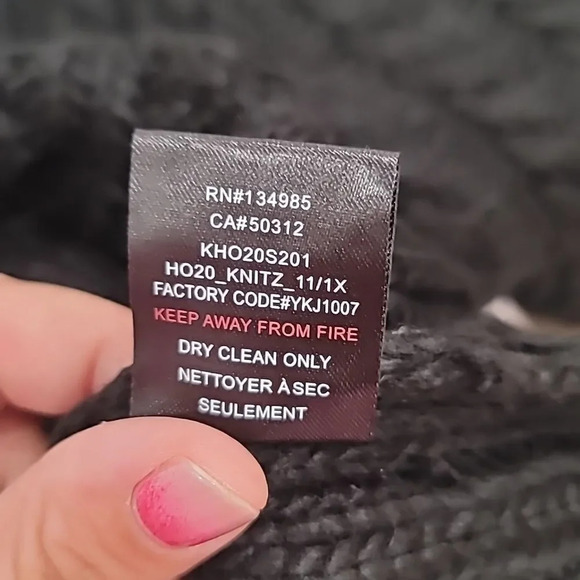 RN#134985
CA#50312
KHO20S201
HO20_KNITZ_11/1X
FACTORY CODE#YKJ1007
KEEP AWAY FROM FIRE
DRY CLEAN ONLY
NETTOYER À SEC
SEULEMENT